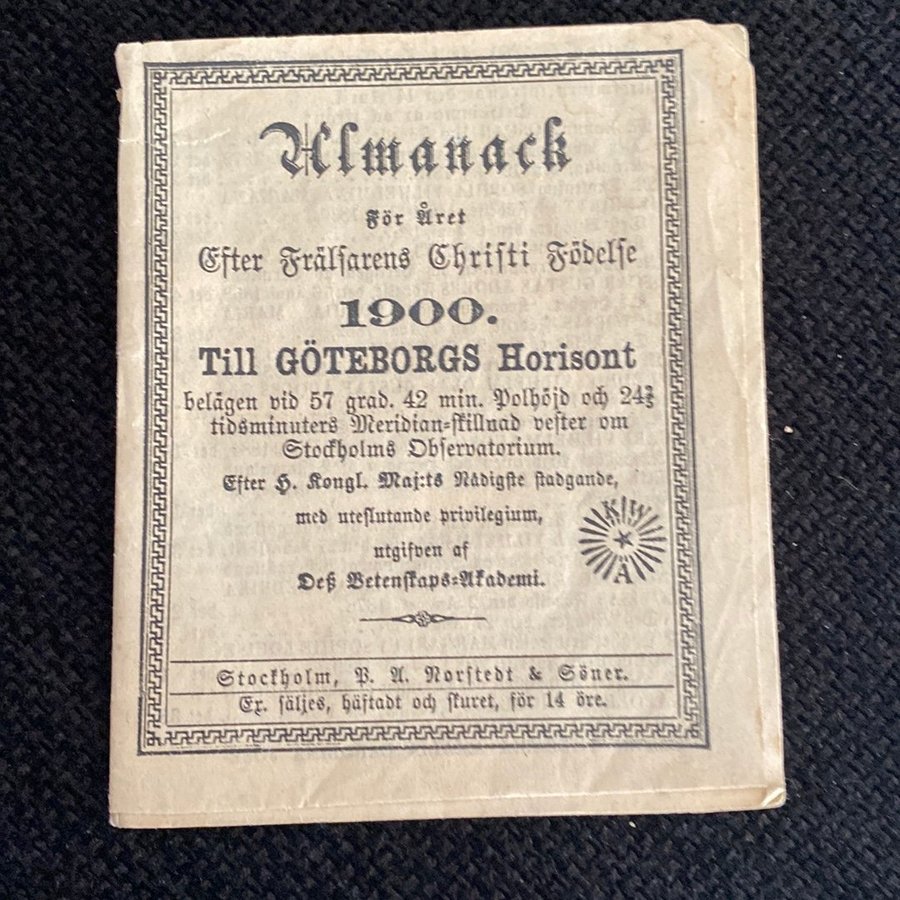 Almanack
För Året
Efter Frälsarens Christi Födelse
1900.
Till GÖTEBORGS Horisont
belägen vid 57 grad. 42 min. Polhöjd och 24⅔
tidsminuters Meridian-skillnad vester om
Stockholms Observatorium.
Efter H. Kongl. Maj:ts Nådigste stadgande,
med uteslutande privilegium,
utgifven af
Deß Vetenskaps-Akademi.
K W
A
Stockholm, P. A. Norstedt & Söner.
Ex. säljes, häftadt och skuret, för 14 öre.